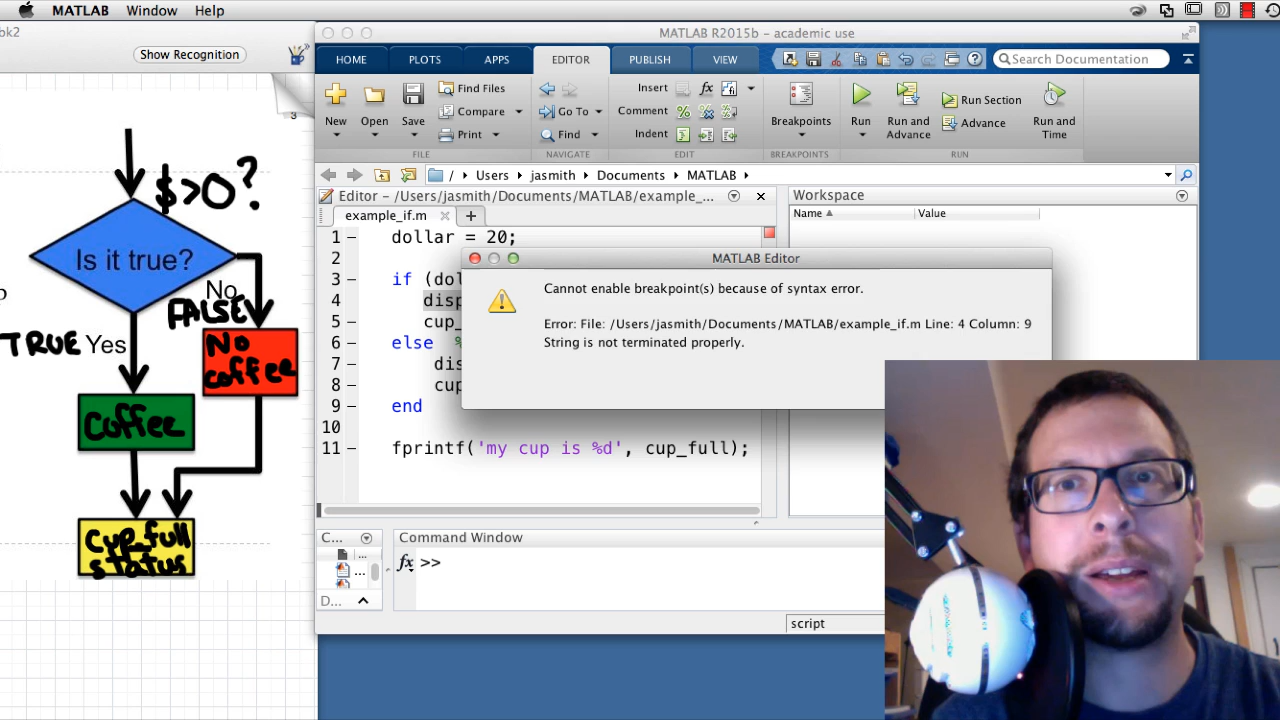 MATLAB Window Help
bk2
Show Recognition
3
$>0?
Is it true?
No
FALSE
TRUE Yes
No
coffee
Coffee
Cup_full
status
MATLAB R2015b - academic use
HOME PLOTS APPS EDITOR PUBLISH VIEW
Search Documentation
New Open Save
Find Files
Compare
Print
Go To
Find
Insert
Comment
Indent
Breakpoints
Run
Run and
Advance
Run Section
Advance
Run and
Time
FILE NAVIGATE EDIT BREAKPOINTS RUN
/ Users jasmith Documents MATLAB
Editor - /Users/jasmith/Documents/MATLAB/example_...
example_if.m
1 dollar = 20;
2
3 if (dol
4 disp
5 cup_
6 else %
7 dis
8 cup
9 end
10
11 fprintf('my cup is %d', cup_full);
Workspace
Name Value
MATLAB Editor
Cannot enable breakpoint(s) because of syntax error.
Error: File: /Users/jasmith/Documents/MATLAB/example_if.m Line: 4 Column: 9
String is not terminated properly.
C...
...
...
D...
Command Window
fx >>
script